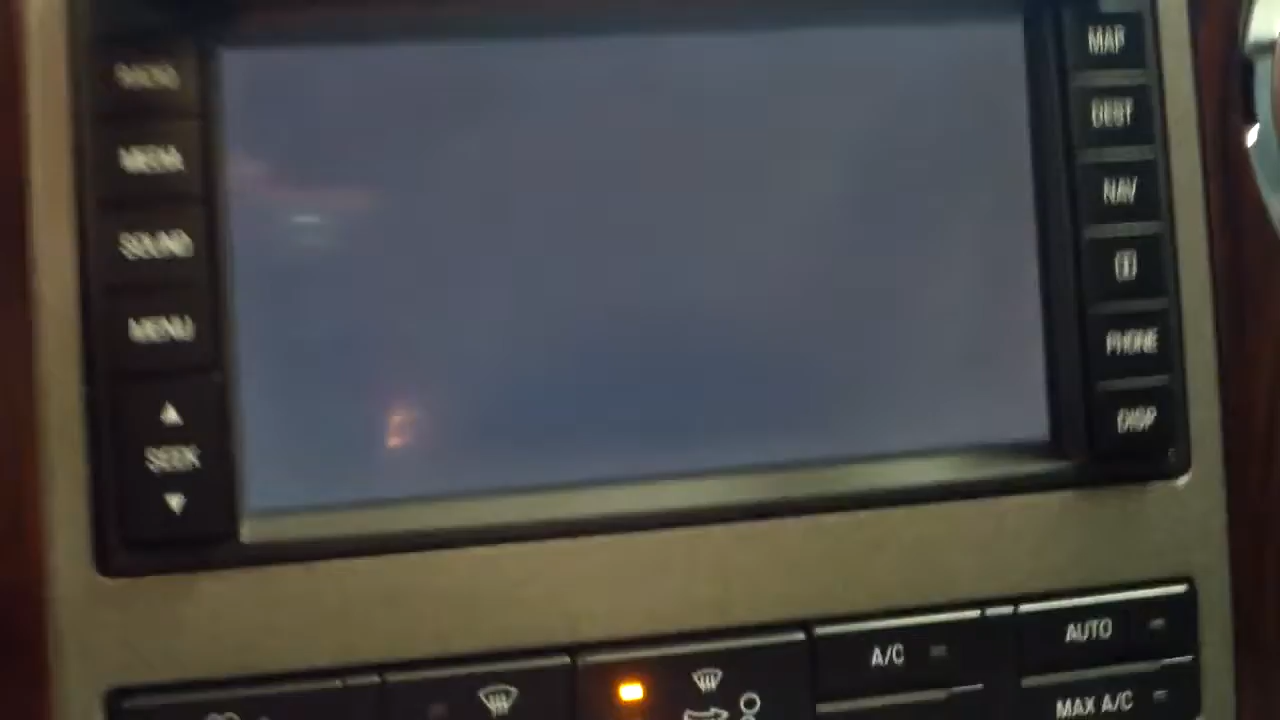 RADIO
MEDIA
SOUND
MENU
SEEK
MAP
DEST
NAV
i
PHONE
DISP
A/C
AUTO
MAX A/C